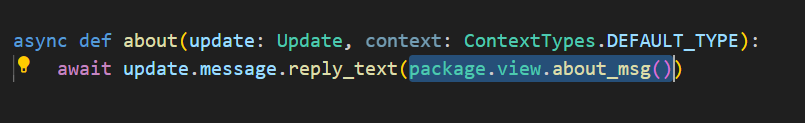 async def about(update: Update, context: ContextTypes.DEFAULT_TYPE):
    await update.message.reply_text(package.view.about_msg())